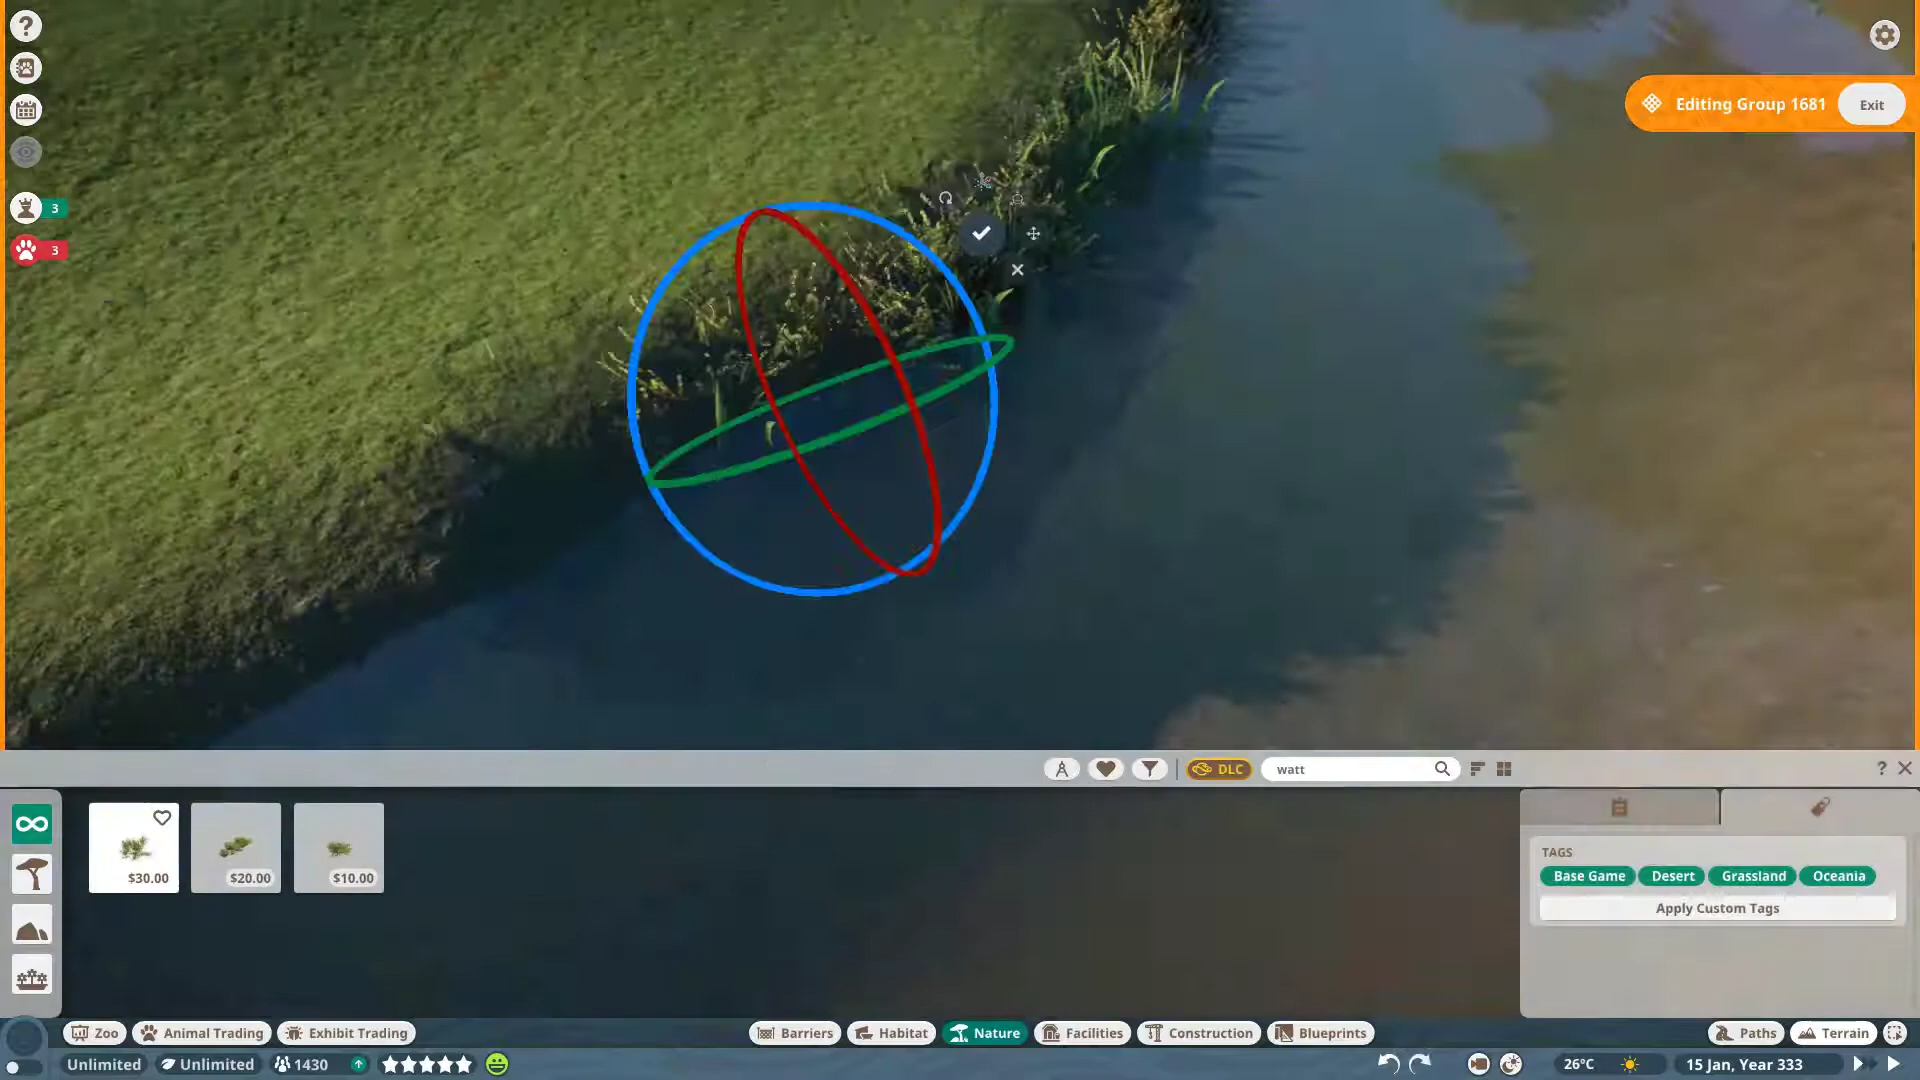 ?
Editing Group 1681 Exit
3
3
DLC watt ?
$30.00 $20.00 $10.00
TAGS
Base Game Desert Grassland Oceania
Apply Custom Tags
Zoo Animal Trading Exhibit Trading Barriers Habitat Nature Facilities Construction Blueprints Paths Terrain
Unlimited Unlimited 1430 26°C 15 Jan, Year 333